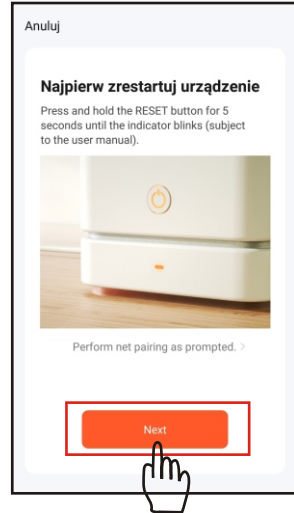 Anuluj
Najpierw zrestartuj urządzenie
Press and hold the RESET button for 5
seconds until the indicator blinks (subject
to the user manual).
Perform net pairing as prompted. >
Next